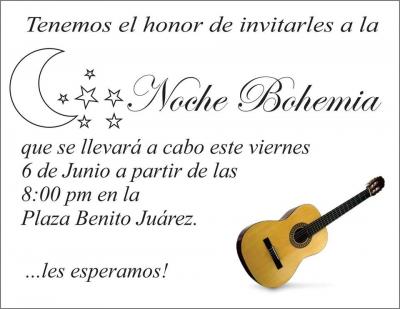 Tenemos el honor de invitarles a la
Noche Bohemia
que se llevará a cabo este viernes
6 de Junio a partir de las
8:00 pm en la
Plaza Benito Juárez.
...les esperamos!